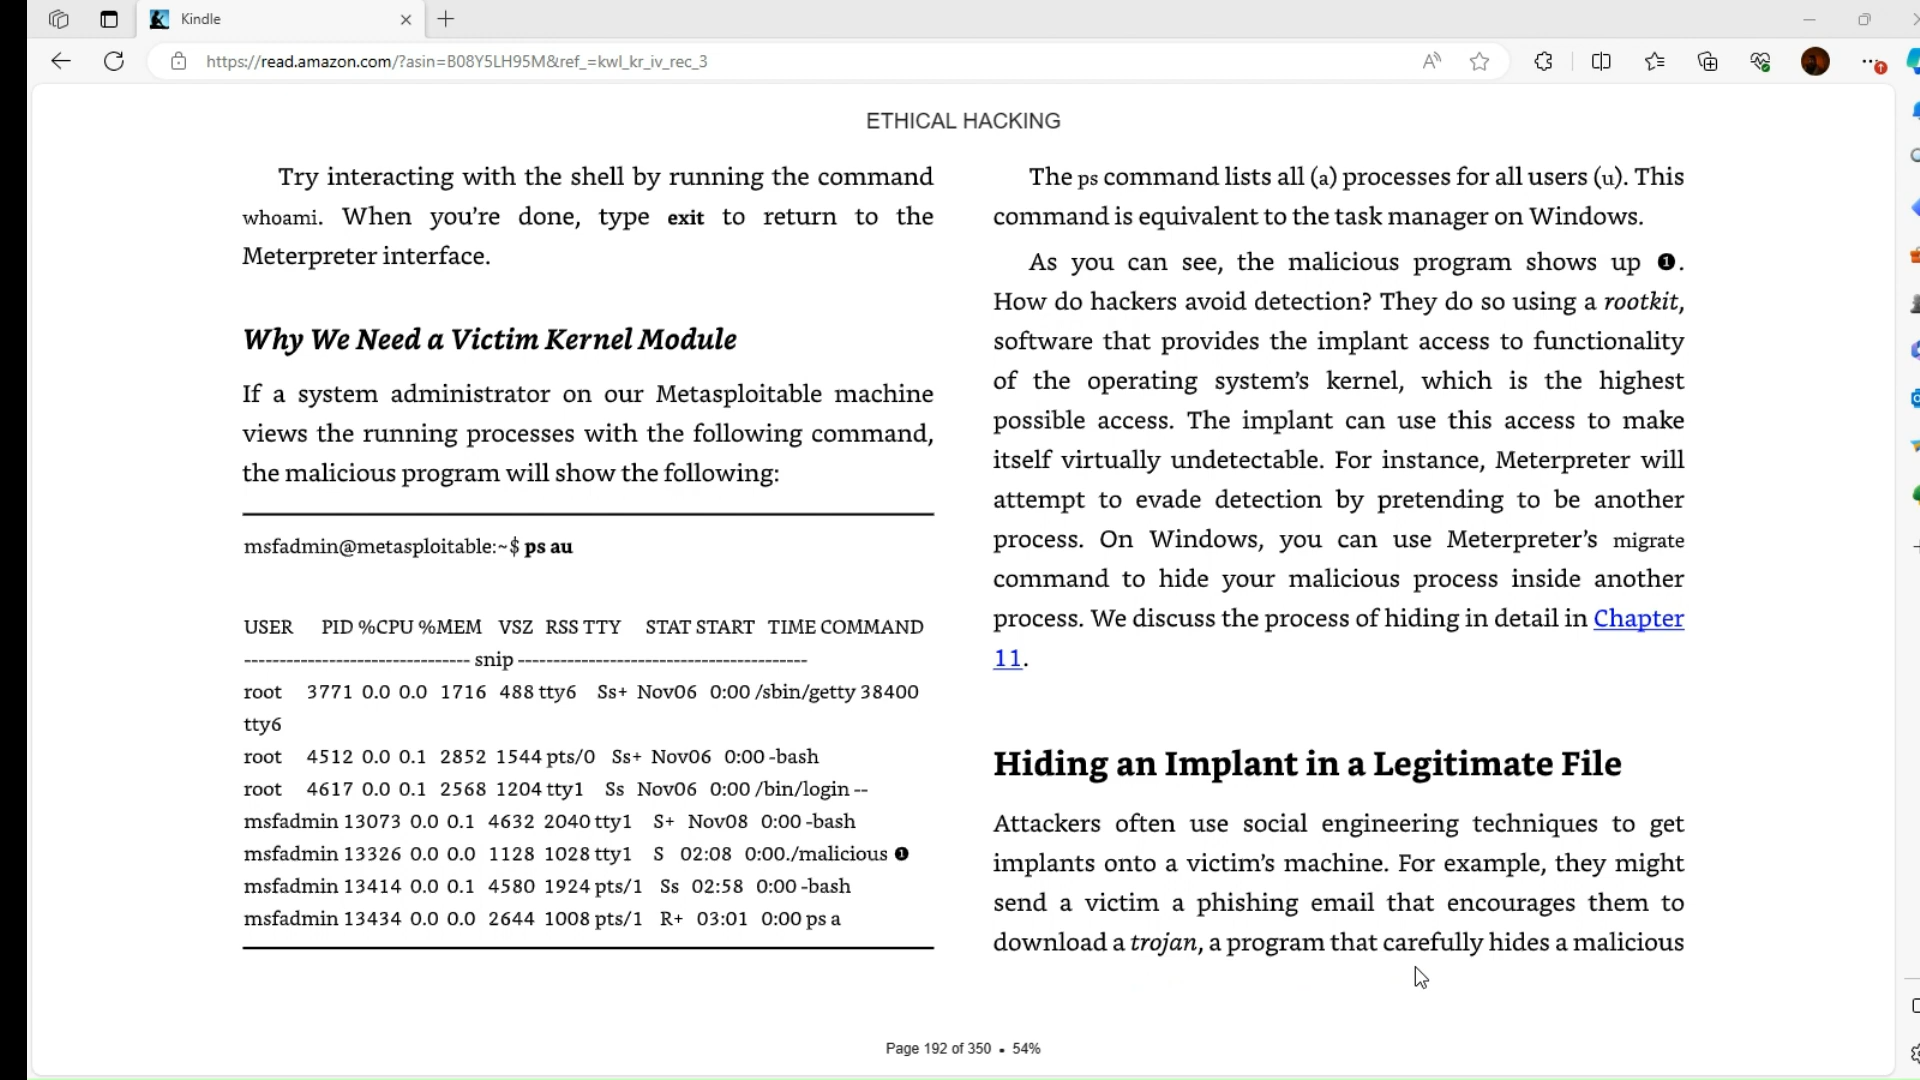 Kindle
https://read.amazon.com/?asin=B08Y5LH95M&ref_=kwl_kr_iv_rec_3
ETHICAL HACKING
Try interacting with the shell by running the command
whoami. When you're done, type exit to return to the
Meterpreter interface.
Why We Need a Victim Kernel Module
If a system administrator on our Metasploitable machine
views the running processes with the following command,
the malicious program will show the following:
msfadmin@metasploitable:~$ ps au
USER PID %CPU %MEM VSZ RSS TTY STAT START TIME COMMAND
-------------------------------- snip -----------------------------------------
root 3771 0.0 0.0 1716 488 tty6 Ss+ Nov06 0:00 /sbin/getty 38400
tty6
root 4512 0.0 0.1 2852 1544 pts/0 Ss+ Nov06 0:00 -bash
root 4617 0.0 0.1 2568 1204 tty1 Ss Nov06 0:00 /bin/login --
msfadmin 13073 0.0 0.1 4632 2040 tty1 S+ Nov08 0:00 -bash
msfadmin 13326 0.0 0.0 1128 1028 tty1 S 02:08 0:00./malicious ❶
msfadmin 13414 0.0 0.1 4580 1924 pts/1 Ss 02:58 0:00 -bash
msfadmin 13434 0.0 0.0 2644 1008 pts/1 R+ 03:01 0:00 ps a
The ps command lists all (a) processes for all users (u). This
command is equivalent to the task manager on Windows.
As you can see, the malicious program shows up ❶.
How do hackers avoid detection? They do so using a rootkit,
software that provides the implant access to functionality
of the operating system's kernel, which is the highest
possible access. The implant can use this access to make
itself virtually undetectable. For instance, Meterpreter will
attempt to evade detection by pretending to be another
process. On Windows, you can use Meterpreter's migrate
command to hide your malicious process inside another
process. We discuss the process of hiding in detail in Chapter
11.
Hiding an Implant in a Legitimate File
Attackers often use social engineering techniques to get
implants onto a victim's machine. For example, they might
send a victim a phishing email that encourages them to
download a trojan, a program that carefully hides a malicious
Page 192 of 350 • 54%